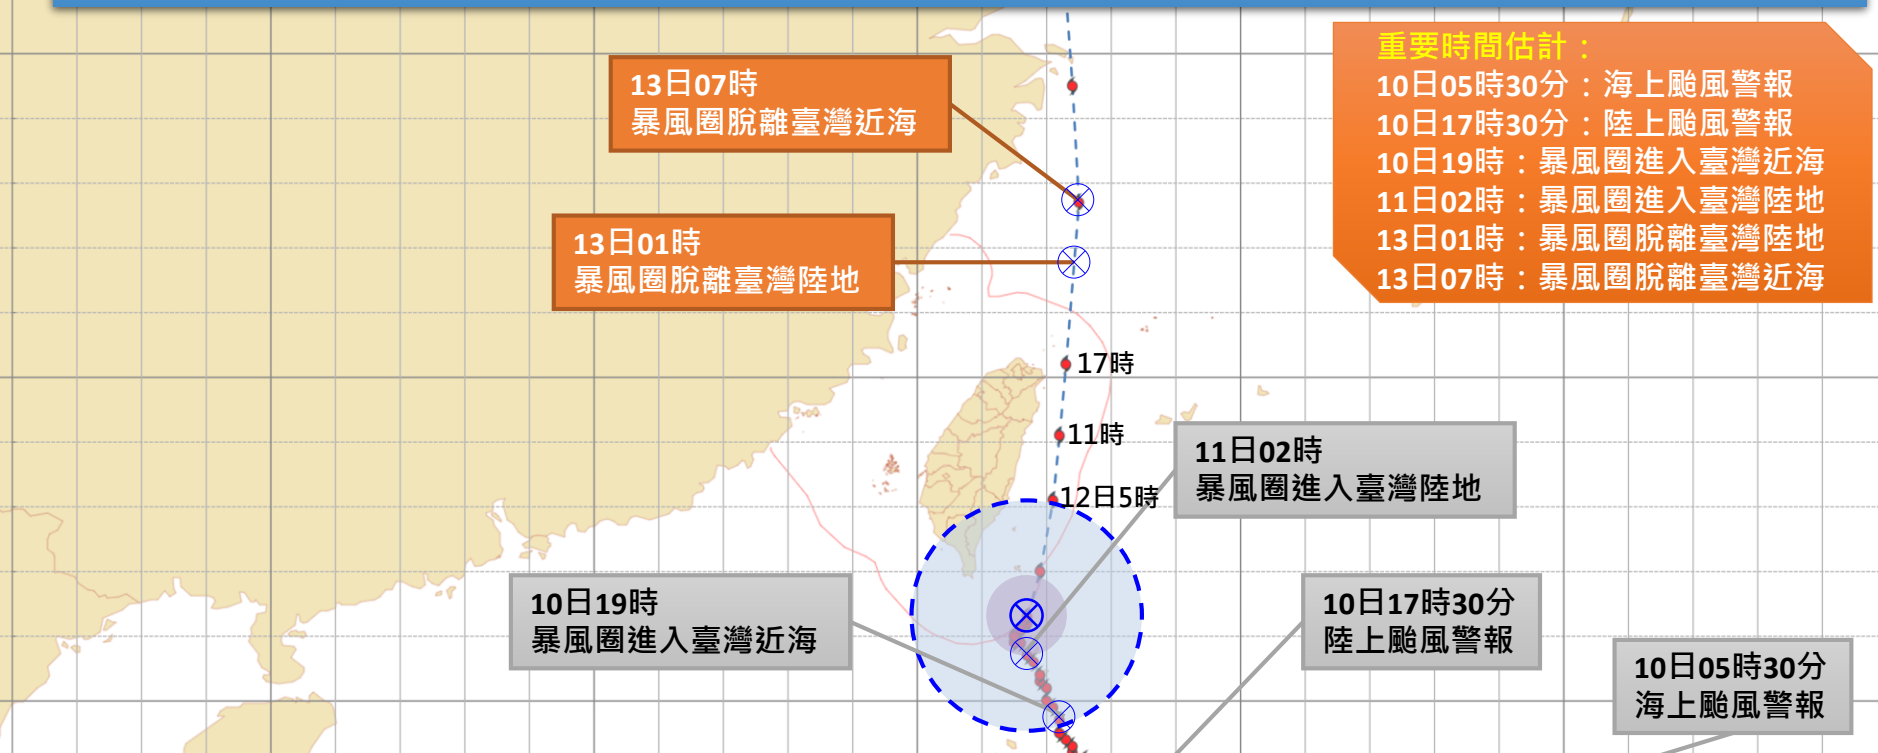 重要時間估計：
10日05時30分：海上颱風警報
10日17時30分：陸上颱風警報
10日19時：暴風圈進入臺灣近海
11日02時：暴風圈進入臺灣陸地
13日01時：暴風圈脫離臺灣陸地
13日07時：暴風圈脫離臺灣近海
13日07時
暴風圈脫離臺灣近海
13日01時
暴風圈脫離臺灣陸地
17時
11時
12日5時
11日02時
暴風圈進入臺灣陸地
10日19時
暴風圈進入臺灣近海
10日17時30分
陸上颱風警報
10日05時30分
海上颱風警報